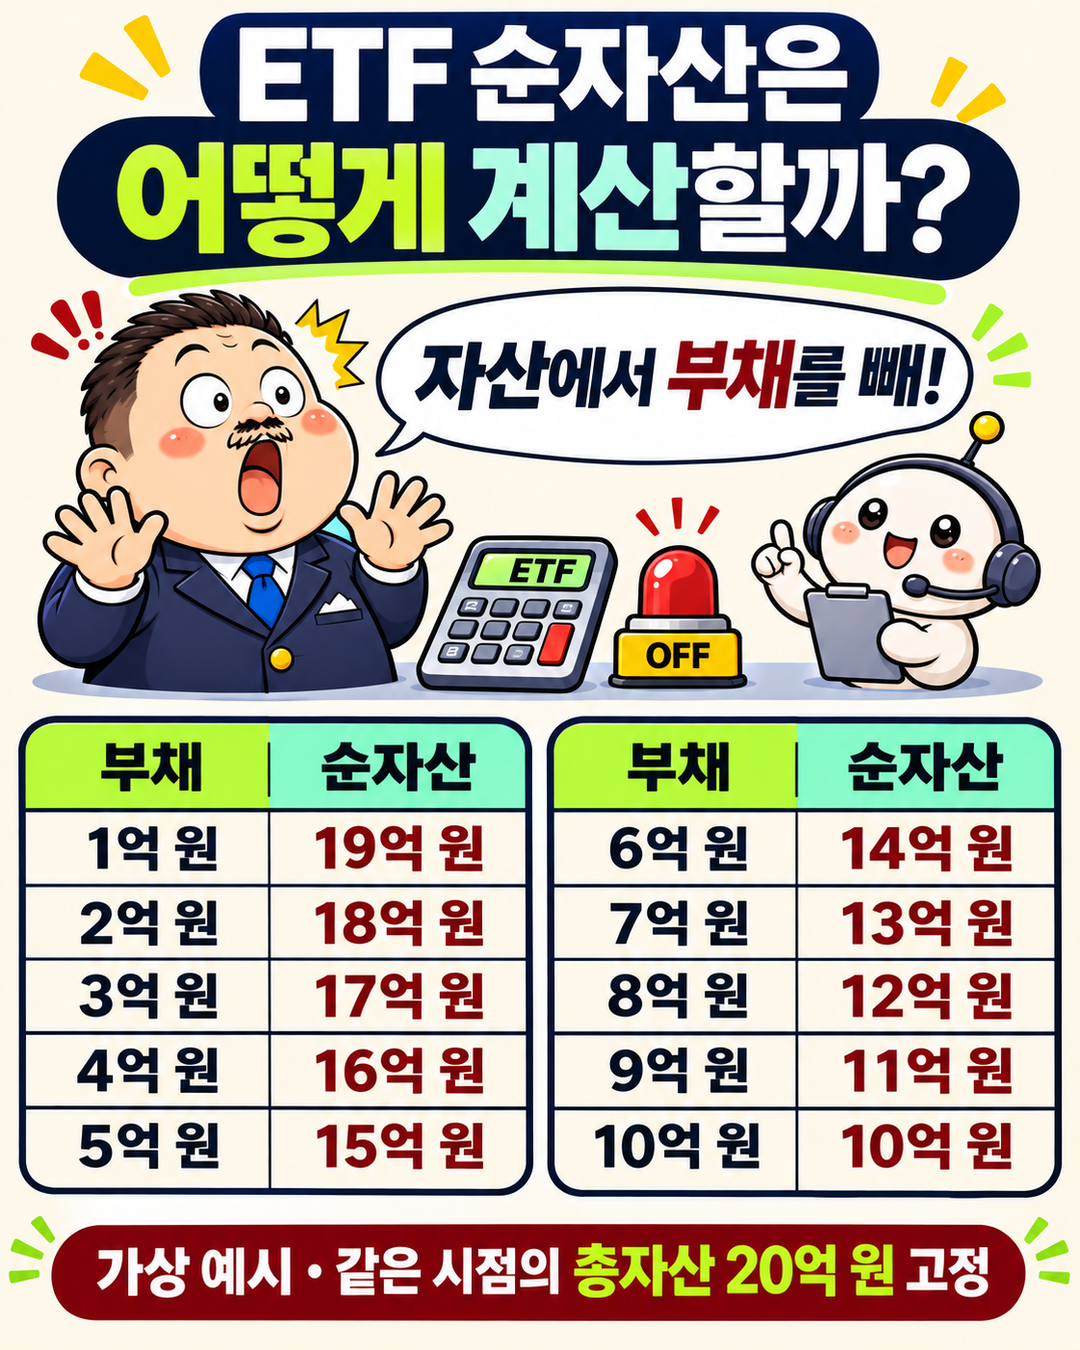 ETF 순자산은
어떻게 계산할까?
자산에서 부채를 빼!
ETF
OFF
부채 순자산
1억 원 19억 원
2억 원 18억 원
3억 원 17억 원
4억 원 16억 원
5억 원 15억 원
부채 순자산
6억 원 14억 원
7억 원 13억 원
8억 원 12억 원
9억 원 11억 원
10억 원 10억 원
가상 예시 • 같은 시점의 총자산 20억 원 고정